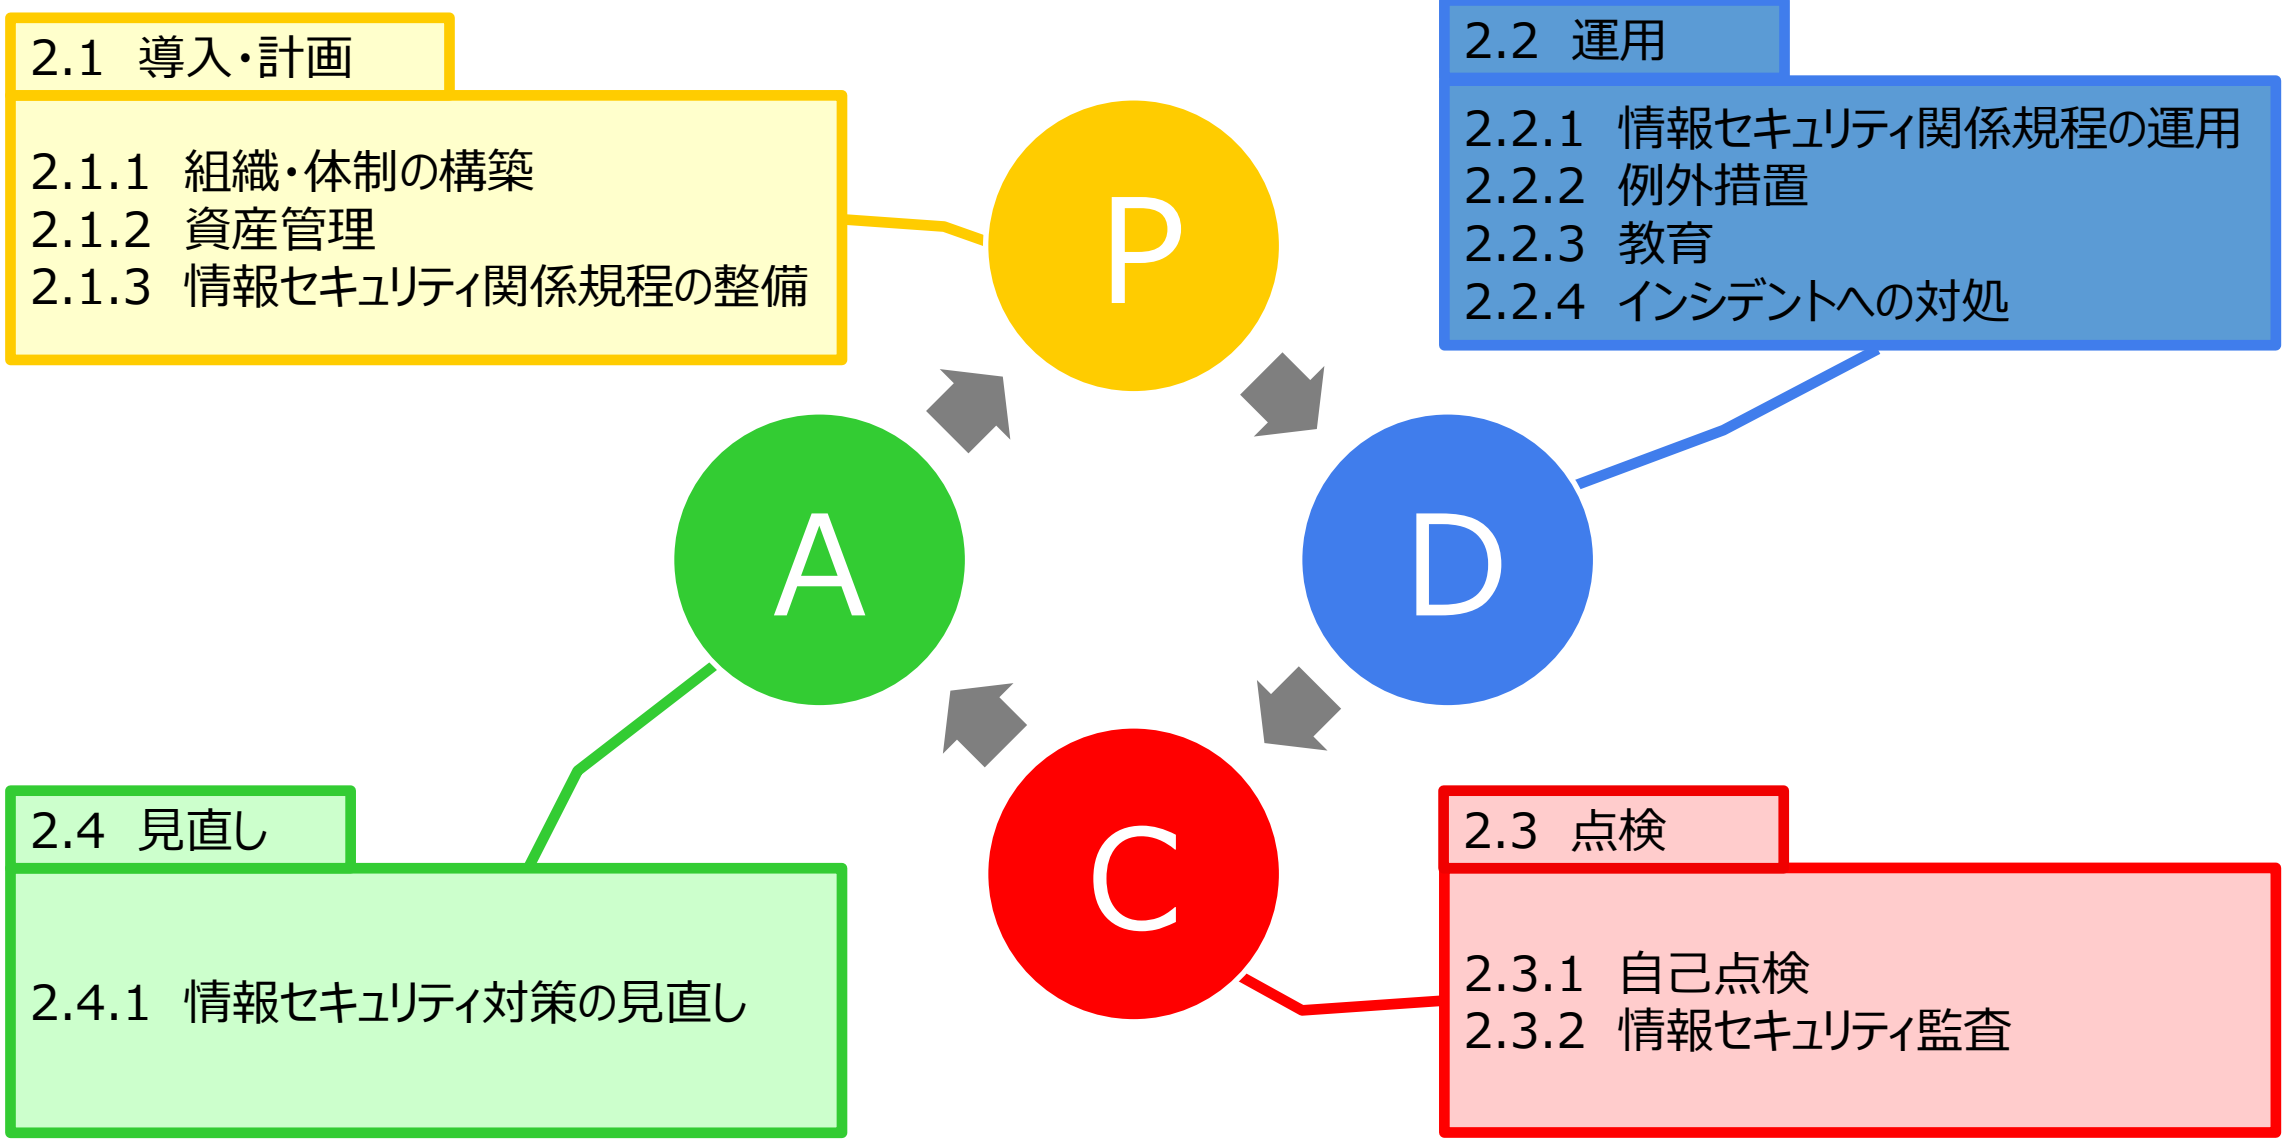 2.1 導入・計画
2.1.1 組織・体制の構築
2.1.2 資産管理
2.1.3 情報セキュリティ関係規程の整備
P
2.2 運用
2.2.1 情報セキュリティ関係規程の運用
2.2.2 例外措置
2.2.3 教育
2.2.4 インシデントへの対処
A
D
2.4 見直し
2.4.1 情報セキュリティ対策の見直し
C
2.3 点検
2.3.1 自己点検
2.3.2 情報セキュリティ監査